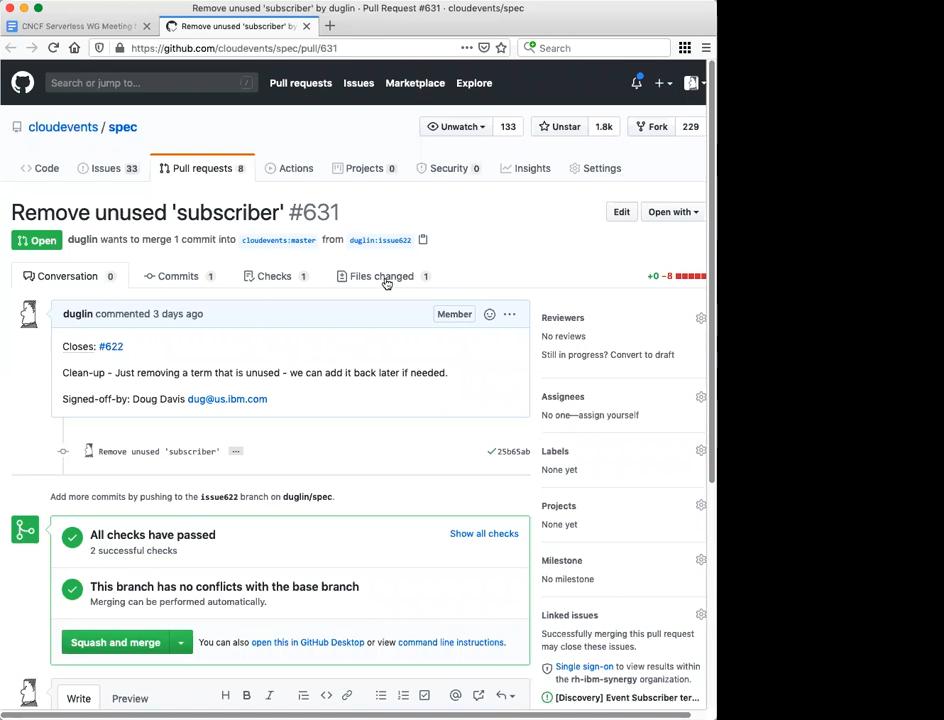 Remove unused 'subscriber' by duglin · Pull Request #631 · cloudevents/spec
CNCF Serverless WG Meeting
Remove unused 'subscriber' by
https://github.com/cloudevents/spec/pull/631
Search
Search or jump to...
/
Pull requests
Issues
Marketplace
Explore
cloudevents / spec
Unwatch 133
Unstar 1.8k
Fork 229
Code
Issues 33
Pull requests 8
Actions
Projects 0
Security 0
Insights
Settings
Remove unused 'subscriber' #631
Edit
Open with
Open
duglin wants to merge 1 commit into cloudevents:master from duglin:issue622
Conversation 0
Commits 1
Checks 1
Files changed 1
+0 −8
duglin commented 3 days ago
Member
Closes: #622
Clean-up - Just removing a term that is unused - we can add it back later if needed.
Signed-off-by: Doug Davis dug@us.ibm.com
Remove unused 'subscriber'
25b65ab
Add more commits by pushing to the issue622 branch on duglin/spec.
All checks have passed
2 successful checks
Show all checks
This branch has no conflicts with the base branch
Merging can be performed automatically.
Squash and merge
You can also open this in GitHub Desktop or view command line instructions.
Write
Preview
H B I
Reviewers
No reviews
Still in progress? Convert to draft
Assignees
No one—assign yourself
Labels
None yet
Projects
None yet
Milestone
No milestone
Linked issues
Successfully merging this pull request
may close these issues.
Single sign-on to view results within
the rh-ibm-synergy organization.
[Discovery] Event Subscriber ter...